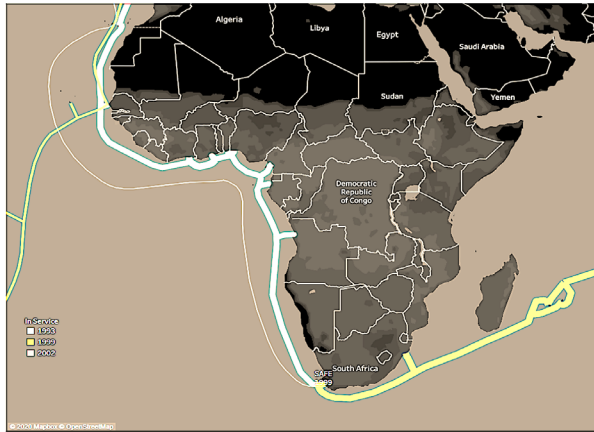 Algeria
Libya
Egypt
Saudi Arabia
Sudan
Yemen
Democratic
Republic
of Congo
In Service
1993
1999
2002
SAFE
1999
South Africa
© 2020 Mapbox © OpenStreetMap